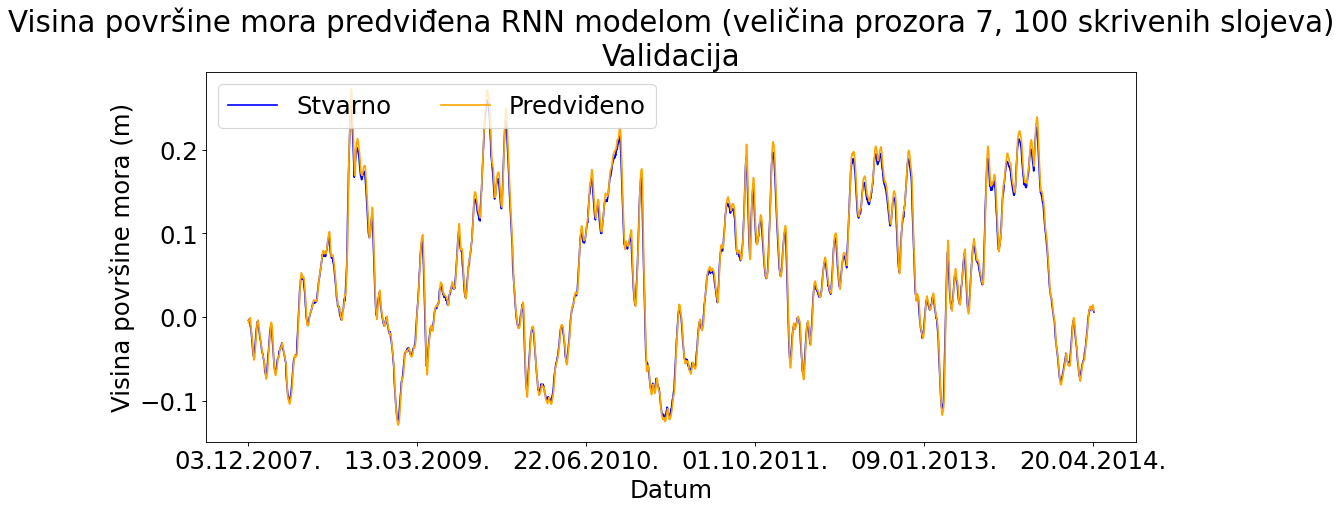 Visina površine mora predviđena RNN modelom (veličina prozora 7, 100 skrivenih slojeva)
Validacija
Stvarno Predviđeno
Visina površine mora (m)
0.2
0.1
0.0
−0.1
03.12.2007. 13.03.2009. 22.06.2010. 01.10.2011. 09.01.2013. 20.04.2014.
Datum